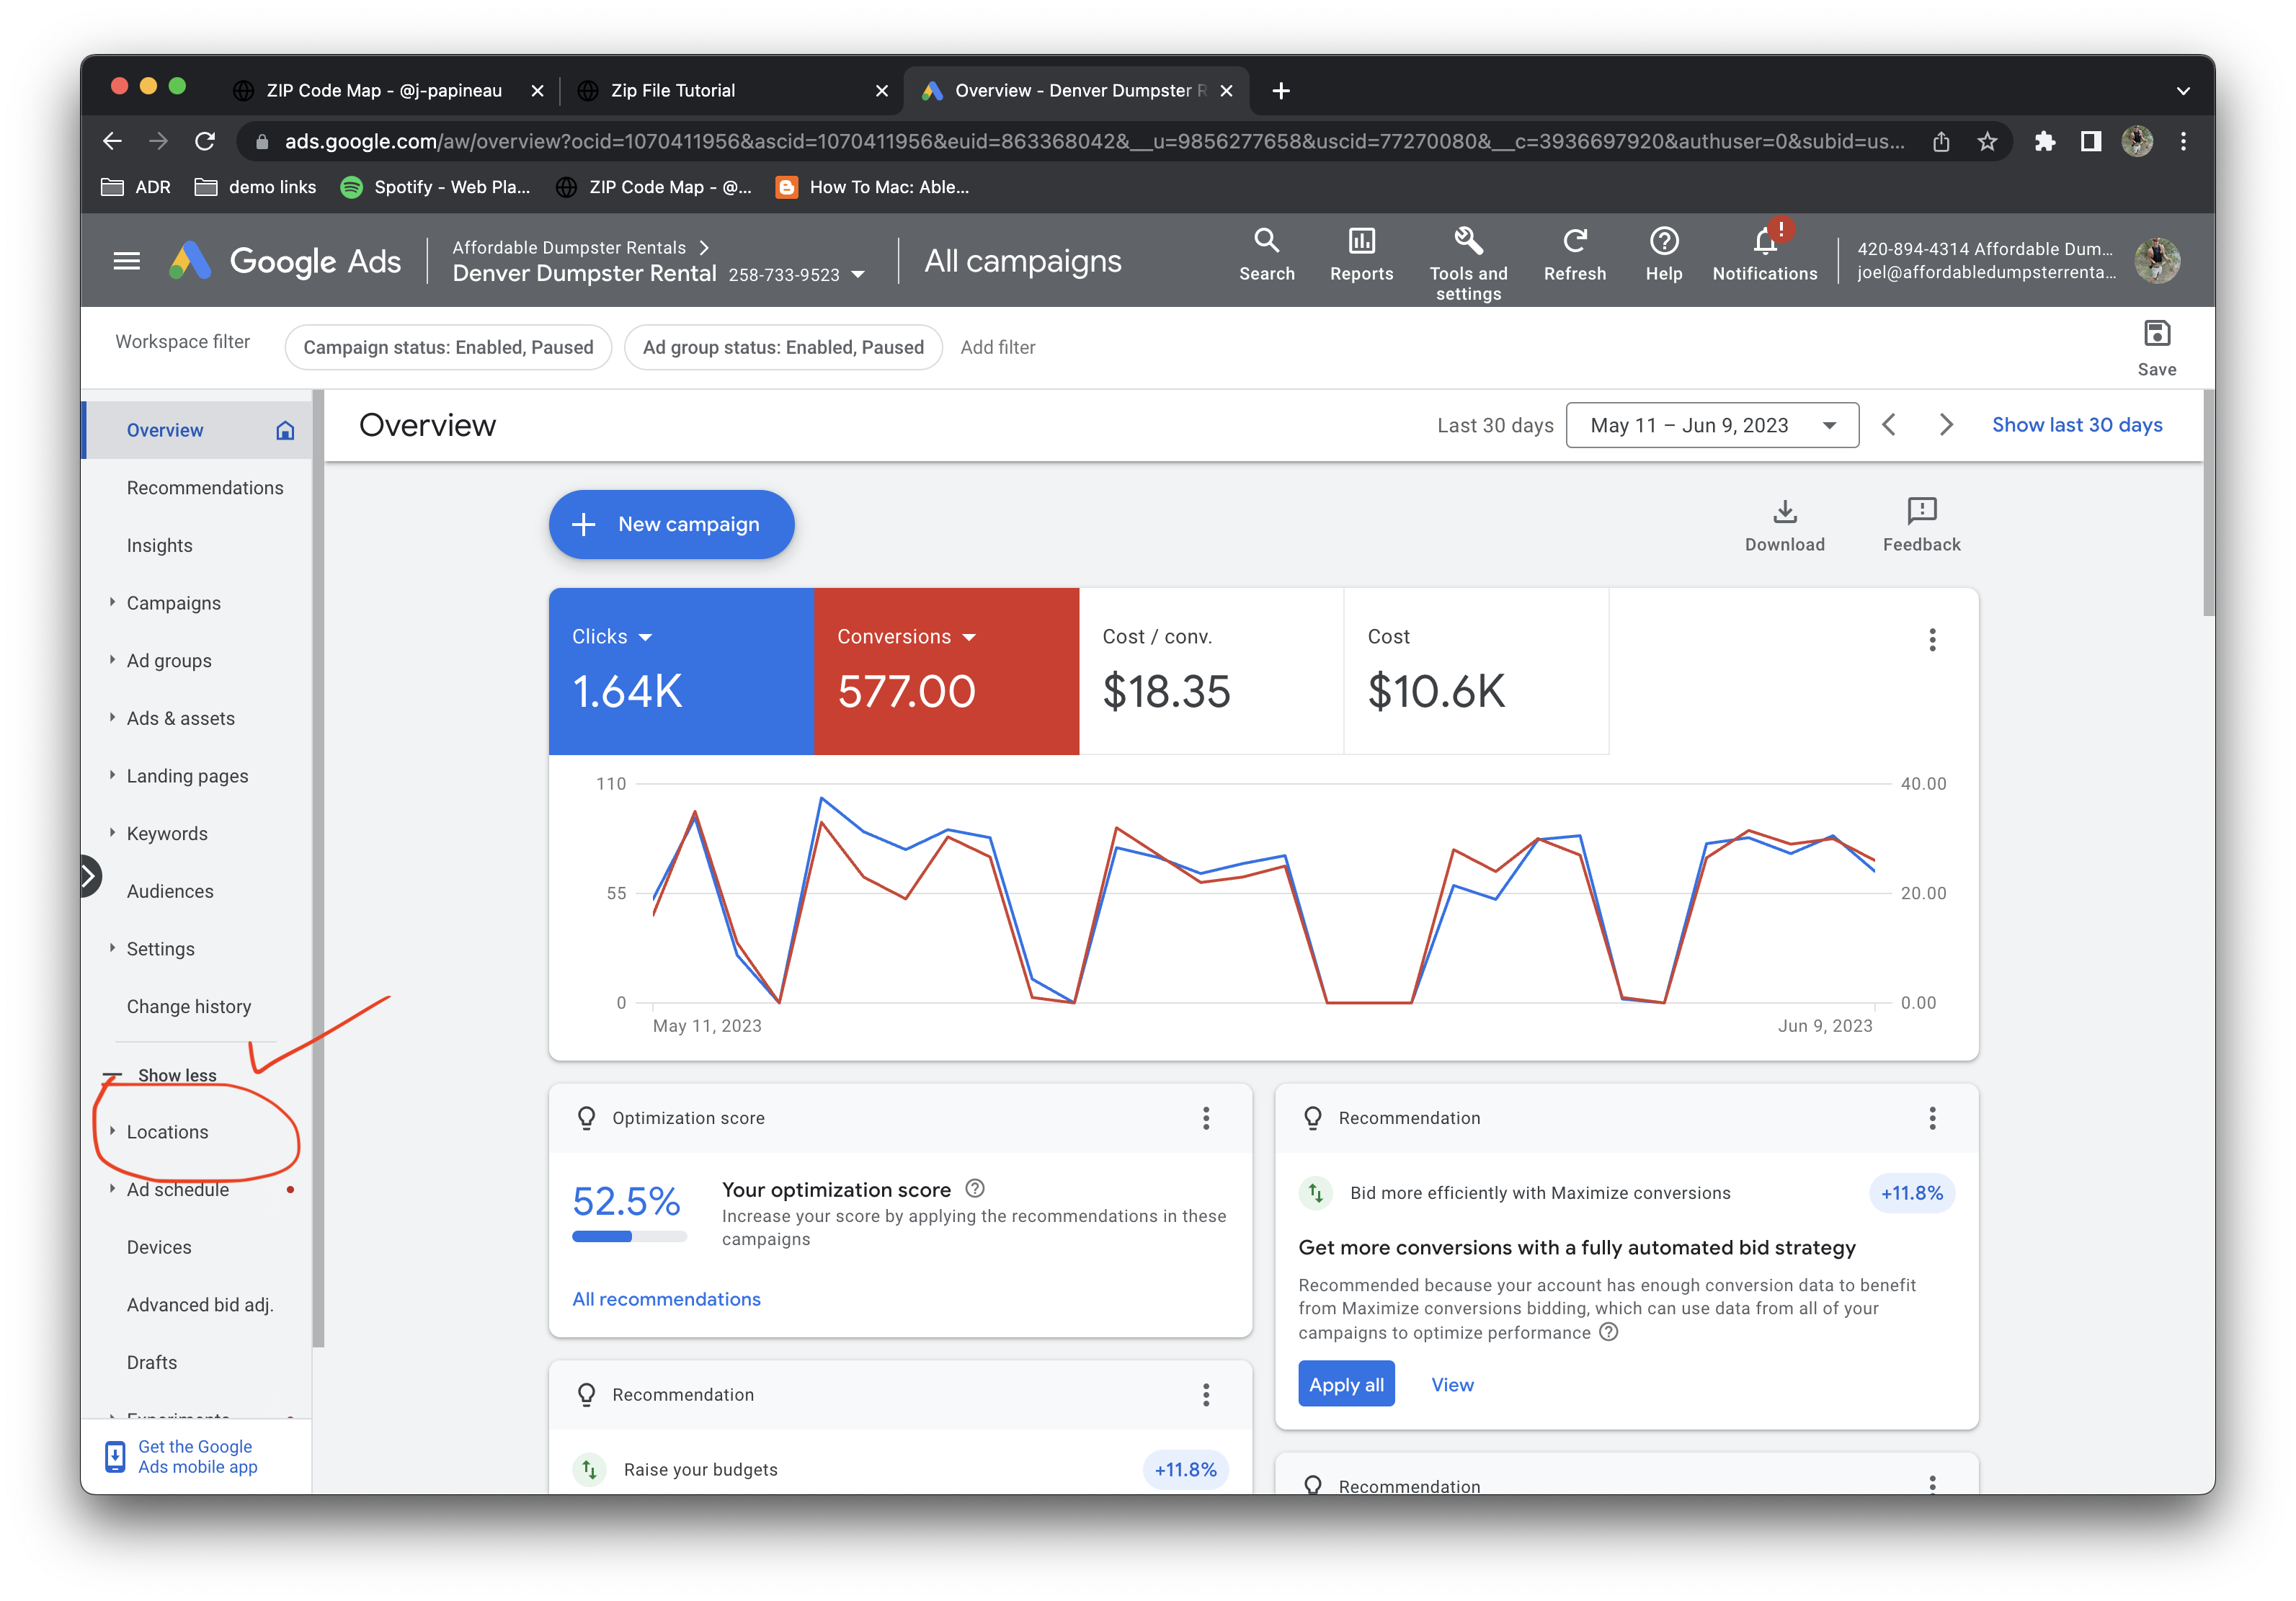 ZIP Code Map - @j-papineau
Zip File Tutorial
Overview - Denver Dumpster R
ads.google.com/aw/overview?ocid=1070411956&ascid=1070411956&euid=863368042&__u=9856277658&uscid=77270080&__c=3936697920&authuser=0&subid=us...
ADR
demo links
Spotify - Web Pla...
ZIP Code Map - @...
How To Mac: Able...
Google Ads
Affordable Dumpster Rentals
Denver Dumpster Rental 258-733-9523
All campaigns
Search
Reports
Tools and
settings
Refresh
Help
Notifications
420-894-4314 Affordable Dum...
joel@affordabledumpsterrenta...
Workspace filter
Campaign status: Enabled, Paused
Ad group status: Enabled, Paused
Add filter
Save
Overview
Recommendations
Insights
Campaigns
Ad groups
Ads & assets
Landing pages
Keywords
Audiences
Settings
Change history
Show less
Locations
Ad schedule
Devices
Advanced bid adj.
Drafts
Experiments
Get the Google
Ads mobile app
Overview
Last 30 days
May 11 – Jun 9, 2023
Show last 30 days
New campaign
Download
Feedback
Clicks
1.64K
Conversions
577.00
Cost / conv.
$18.35
Cost
$10.6K
110
55
0
40.00
20.00
0.00
May 11, 2023
Jun 9, 2023
Optimization score
52.5%
Your optimization score
Increase your score by applying the recommendations in these
campaigns
All recommendations
Recommendation
Raise your budgets
+11.8%
Recommendation
Bid more efficiently with Maximize conversions
+11.8%
Get more conversions with a fully automated bid strategy
Recommended because your account has enough conversion data to benefit
from Maximize conversions bidding, which can use data from all of your
campaigns to optimize performance
Apply all
View
Recommendation